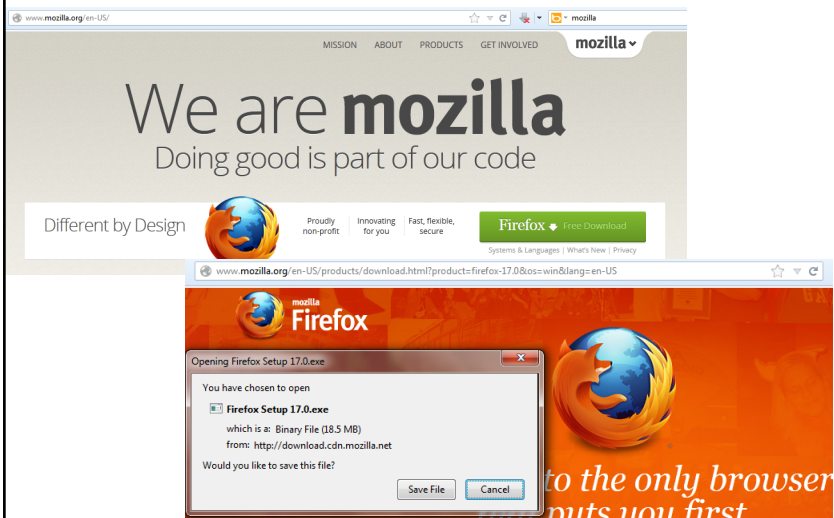 www.mozilla.org/en-US/
mozilla
MISSION ABOUT PRODUCTS GET INVOLVED mozilla
We are mozilla
Doing good is part of our code
Different by Design
Proudly non-profit
Innovating for you
Fast, flexible, secure
Firefox Free Download
Systems & Languages | What's New | Privacy
www.mozilla.org/en-US/products/download.html?product=firefox-17.0&os=win&lang=en-US
mozilla
Firefox
Opening Firefox Setup 17.0.exe
You have chosen to open
Firefox Setup 17.0.exe
which is a: Binary File (18.5 MB)
from: http://download.cdn.mozilla.net
Would you like to save this file?
Save File Cancel
to the only browser
puts you first